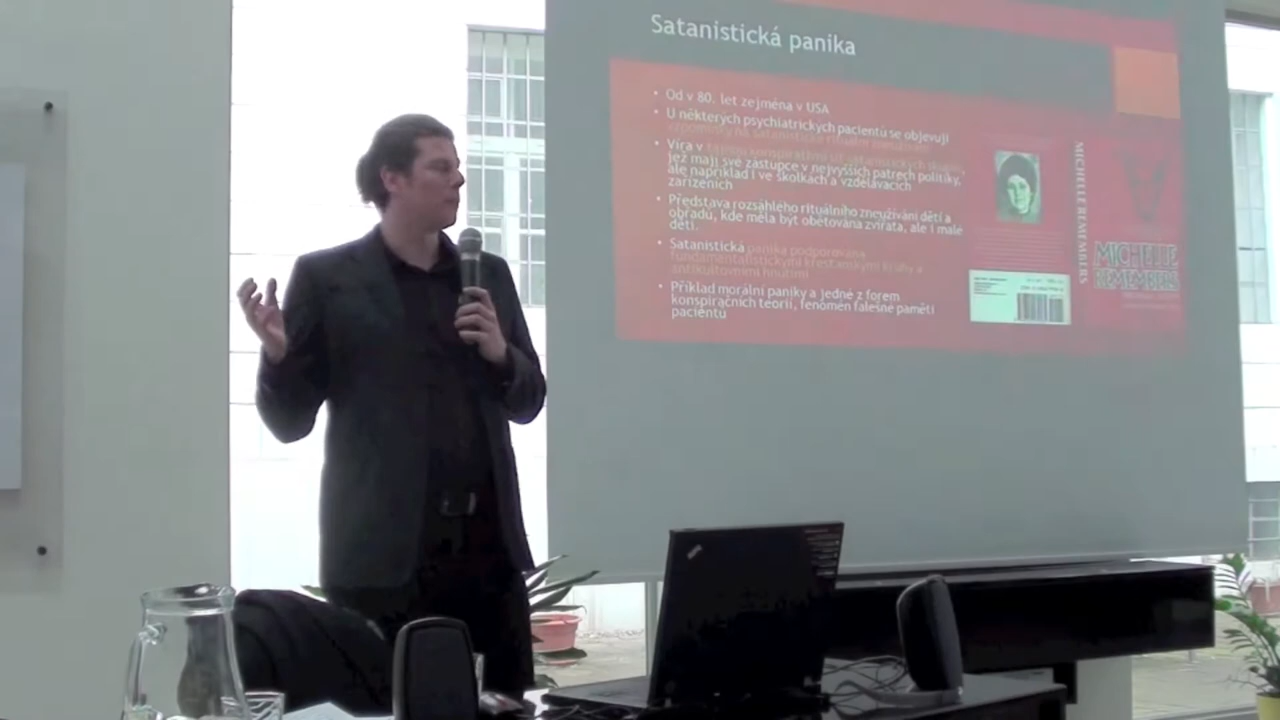 Satanistická panika
• Od v 80. let zejména v USA
• U některých psychiatrických pacientů se objevují
vzpomínky na satanistické rituální
• Víra v satanistických
jež mají své zástupce v nejvyšších patrech politiky,
ale například i ve školkách a vzdělávacích
zařízeních
• Představa rozsáhlého rituálního zneužívání dětí a
obřadů, kde měla být obětována zvířata, ale i malé
děti.
• Satanistická panika podporována
fundamentalistickými křesťanskými kruhy a
antikultovními hnutími
• Příklad morální paniky a jedné z forem
konspiračních teorií, fenomén falešné paměti
pacientů
MICHELLE REMEMBERS
MICHELLE
REMEMBERS